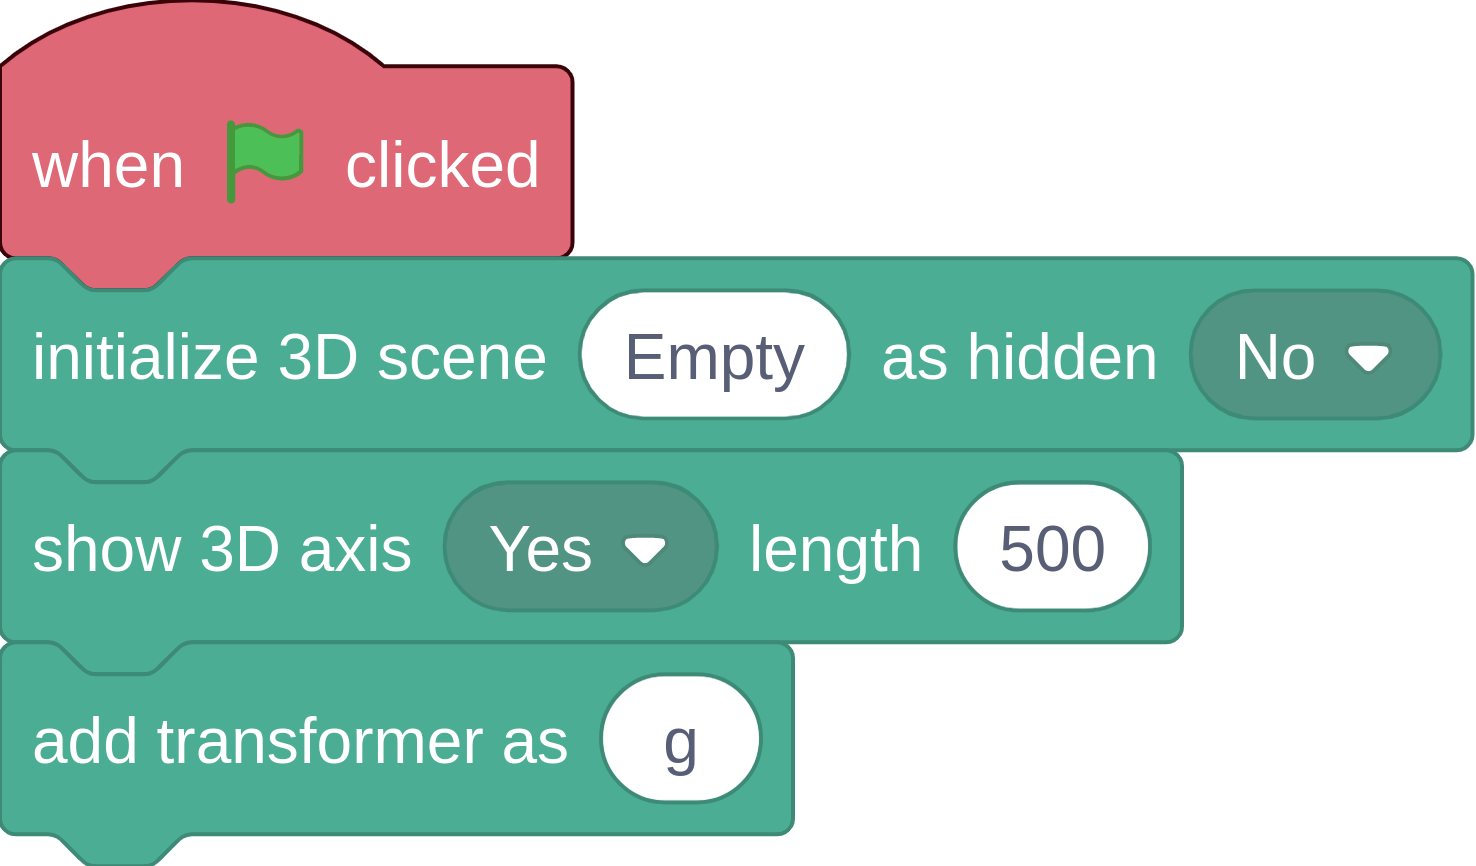 when clicked
initialize 3D scene Empty as hidden No
show 3D axis Yes length 500
add transformer as g